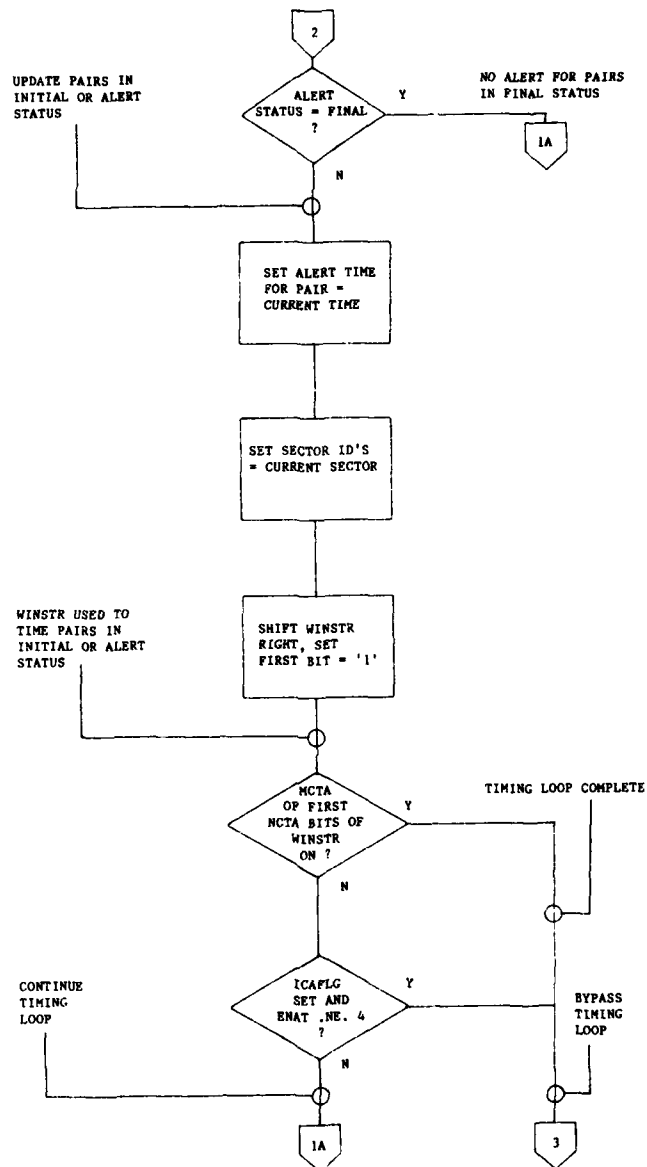 2
UPDATE PAIRS IN
INITIAL OR ALERT
STATUS
ALERT
STATUS = FINAL
?
Y
NO ALERT FOR PAIRS
IN FINAL STATUS
1A
N
SET ALERT TIME
FOR PAIR =
CURRENT TIME
SET SECTOR ID'S
= CURRENT SECTOR
WINSTR USED TO
TIME PAIRS IN
INITIAL OR ALERT
STATUS
SHIFT WINSTR
RIGHT, SET
FIRST BIT = '1'
MCTA
OF FIRST
NCTA BITS OF
WINSTR
ON ?
Y
TIMING LOOP COMPLETE
N
CONTINUE
TIMING
LOOP
ICAFLG
SET AND
ENAT .NE. 4
?
Y
BYPASS
TIMING
LOOP
N
1A
3